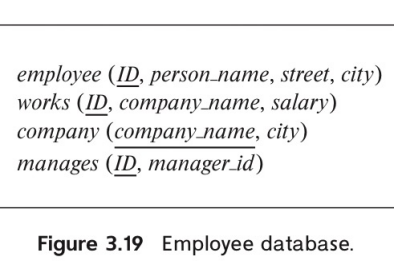 employee (ID, person_name, street, city)
works (ID, company_name, salary)
company (company_name, city)
manages (ID, manager_id)
Figure 3.19 Employee database.